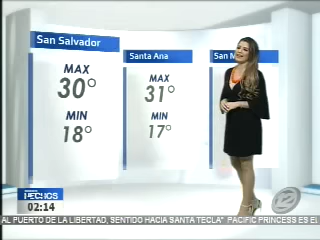 San Salvador
MAX
30°
MIN
18°
Santa Ana
MAX
31°
MIN
17°
San M
HECHOS
02:14
12
AL PUERTO DE LA LIBERTAD, SENTIDO HACIA SANTA TECLA" PACIFIC PRINCESS ES EL